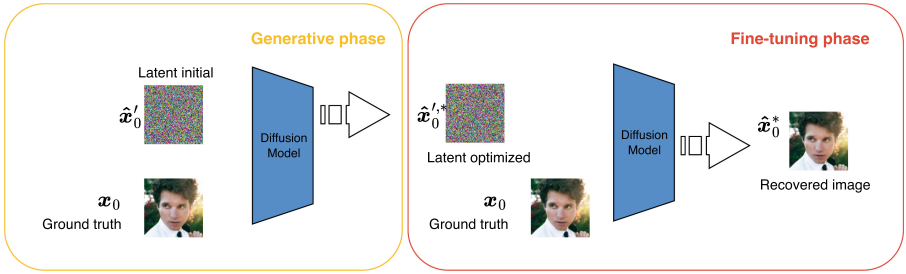 Generative phase
Latent initial
x̂′₀
Diffusion
Model
x₀
Ground truth
Fine-tuning phase
x̂′,*₀
Latent optimized
x₀
Ground truth
Diffusion
Model
x̂*₀
Recovered image